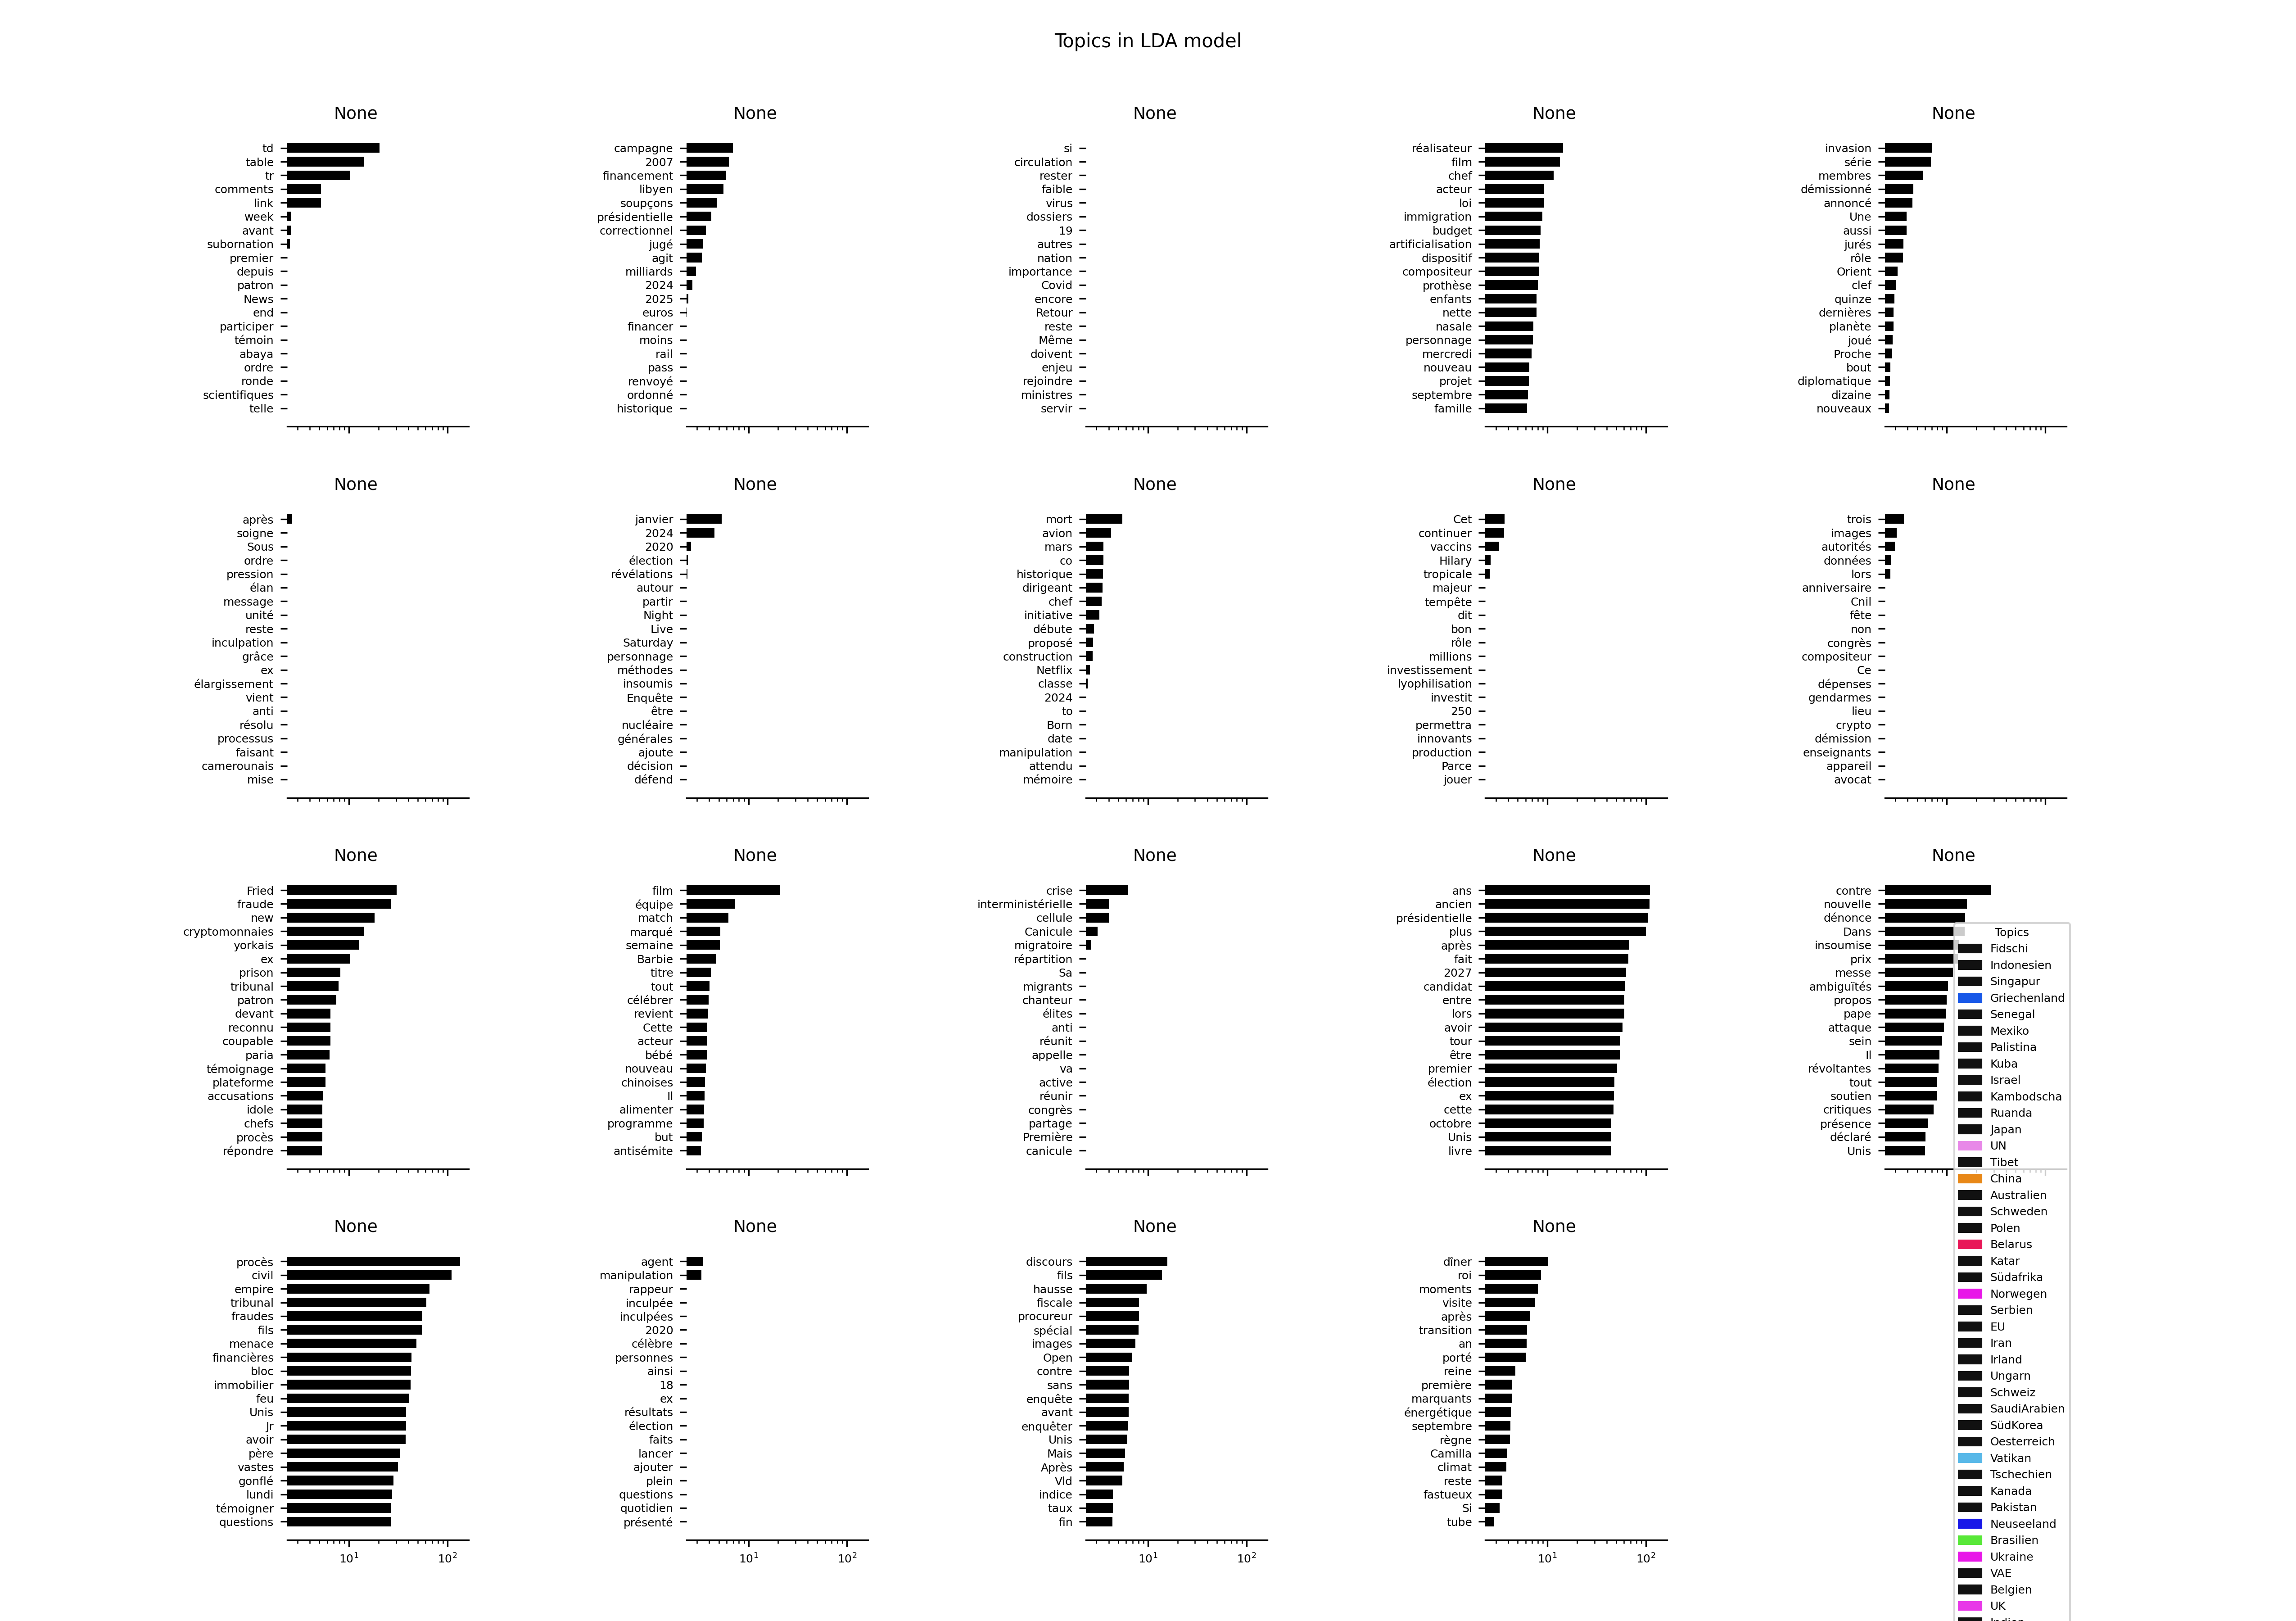 Topics in LDA model
None
td
table
tr
comments
link
week
avant
subornation
premier
depuis
patron
News
end
participer
témoin
abaya
ordre
ronde
scientifiques
telle
None
campagne
2007
financement
libyen
soupçons
présidentielle
correctionnel
jugé
agit
milliards
2024
2025
euros
financer
moins
rail
pass
renvoyé
ordonné
historique
None
si
circulation
rester
faible
virus
dossiers
19
autres
nation
importance
Covid
encore
Retour
reste
Même
doivent
enjeu
rejoindre
ministres
servir
None
réalisateur
film
chef
acteur
loi
immigration
budget
artificialisation
dispositif
compositeur
prothèse
enfants
nette
nasale
personnage
mercredi
nouveau
projet
septembre
famille
None
invasion
série
membres
démissionné
annoncé
Une
aussi
jurés
rôle
Orient
clef
quinze
dernières
planète
joué
Proche
bout
diplomatique
dizaine
nouveaux
None
après
soigne
Sous
ordre
pression
élan
message
unité
reste
inculpation
grâce
ex
élargissement
vient
anti
résolu
processus
faisant
camerounais
mise
None
janvier
2024
2020
élection
révélations
autour
partir
Night
Live
Saturday
personnage
méthodes
insoumis
Enquête
être
nucléaire
générales
ajoute
décision
défend
None
mort
avion
mars
co
historique
dirigeant
chef
initiative
débute
proposé
construction
Netflix
classe
2024
to
Born
date
manipulation
attendu
mémoire
None
Cet
continuer
vaccins
Hilary
tropicale
majeur
tempête
dit
bon
rôle
millions
investissement
lyophilisation
investit
250
permettra
innovants
production
Parce
jouer
None
trois
images
autorités
données
lors
anniversaire
Cnil
fête
non
congrès
compositeur
Ce
dépenses
gendarmes
lieu
crypto
démission
enseignants
appareil
avocat
None
Fried
fraude
new
cryptomonnaies
yorkais
ex
prison
tribunal
patron
devant
reconnu
coupable
paria
témoignage
plateforme
accusations
idole
chefs
procès
répondre
None
film
équipe
match
marqué
semaine
Barbie
titre
tout
célébrer
revient
Cette
acteur
bébé
nouveau
chinoises
Il
alimenter
programme
but
antisémite
None
crise
interministérielle
cellule
Canicule
migratoire
répartition
Sa
migrants
chanteur
élites
anti
réunit
appelle
va
active
réunir
congrès
partage
Première
canicule
None
ans
ancien
présidentielle
plus
après
fait
2027
candidat
entre
lors
avoir
tour
être
premier
élection
ex
cette
octobre
Unis
livre
None
contre
nouvelle
dénonce
Dans
insoumise
prix
messe
ambiguïtés
propos
pape
attaque
sein
Il
révoltantes
tout
soutien
critiques
présence
déclaré
Unis
None
procès
civil
empire
tribunal
fraudes
fils
menace
financières
bloc
immobilier
feu
Unis
Jr
avoir
père
vastes
gonflé
lundi
témoigner
questions
10¹ 10²
None
agent
manipulation
rappeur
inculpée
inculpées
2020
célèbre
personnes
ainsi
18
ex
résultats
élection
faits
lancer
ajouter
plein
questions
quotidien
présenté
10¹ 10²
None
discours
fils
hausse
fiscale
procureur
spécial
images
Open
contre
sans
enquête
avant
enquêter
Unis
Mais
Après
Vld
indice
taux
fin
10¹ 10²
None
dîner
roi
moments
visite
après
transition
an
porté
reine
première
marquants
énergétique
septembre
règne
Camilla
climat
reste
fastueux
Si
tube
10¹ 10²
Topics
Fidschi
Indonesien
Singapur
Griechenland
Senegal
Mexiko
Palistina
Kuba
Israel
Kambodscha
Ruanda
Japan
UN
Tibet
China
Australien
Schweden
Polen
Belarus
Katar
Südafrika
Norwegen
Serbien
EU
Iran
Irland
Ungarn
Schweiz
SaudiArabien
SüdKorea
Oesterreich
Vatikan
Tschechien
Kanada
Pakistan
Neuseeland
Brasilien
Ukraine
VAE
Belgien
UK